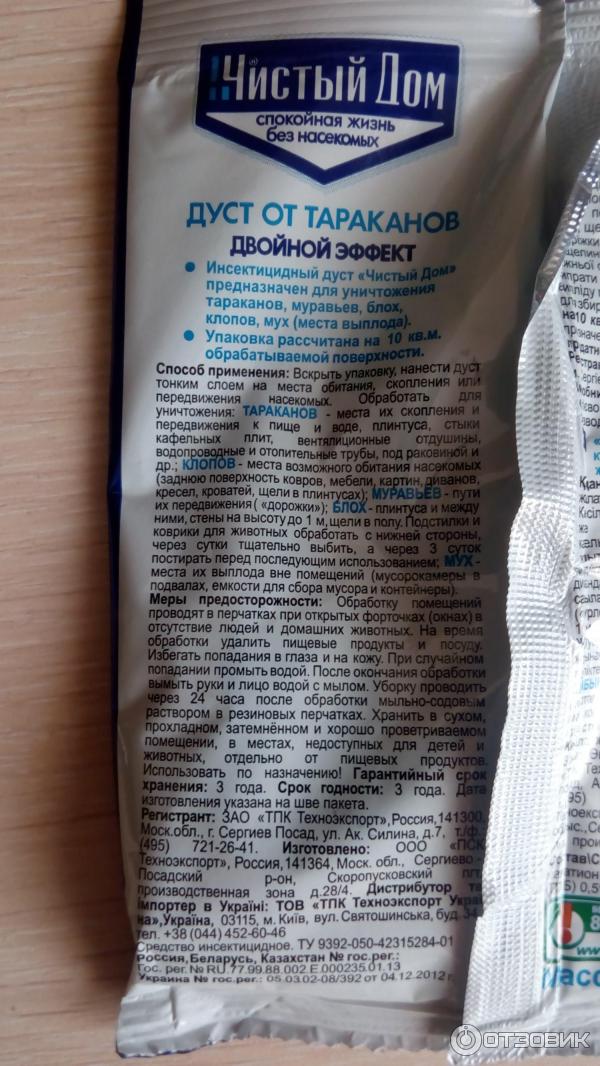 Чистый Дом
спокойная жизнь
без насекомых
ДУСТ ОТ ТАРАКАНОВ
ДВОЙНОЙ ЭФФЕКТ
• Инсектицидный дуст «Чистый Дом»
предназначен для уничтожения
тараканов, муравьев, блох,
клопов, мух (места выплода).
• Упаковка рассчитана на 10 кв.м.
обрабатываемой поверхности.
Способ применения: Вскрыть упаковку, нанести дуст
тонким слоем на места обитания, скопления или
передвижения насекомых. Обработать для
уничтожения: ТАРАКАНОВ - места их скопления и
передвижения к пище и воде, плинтуса, стыки
кафельных плит, вентялиционные отдушины,
водопроводные и отопительные трубы, под раковиной и
др.; КЛОПОВ - места возможного обитания насекомых
(заднюю поверхность ковров, мебели, картин, диванов,
кресел, кроватей, щели в плинтусах); МУРАВЬЕВ - пути
их передвижения ( «дорожки»); БЛОХ - плинтуса и между
ними, стены на высоту до 1 м, щели в полу. Подстилки и
коврики для животных обработать с нижней стороны,
через сутки тщательно выбить, а через 3 суток
постирать перед последующим использованием; МУХ -
места их выплода вне помещений (мусорокамеры в
подвалах, емкости для сбора мусора и контейнеры).
Меры предосторожности: Обработку помещений
проводят в перчатках при открытых форточках (окнах) в
отсутствие людей и домашних животных. На время
обработки удалить пищевые продукты и посуду.
Избегать попадания в глаза и на кожу. При случайном
попадании промыть водой. После окончания обработки
вымыть руки и лицо водой с мылом. Уборку проводить
через 24 часа после обработки мыльно-содовым
раствором в резиновых перчатках. Хранить в сухом,
прохладном, затемнённом и хорошо проветриваемом
помещении, в местах, недоступных для детей и
животных, отдельно от пищевых продуктов.
Использовать по назначению! Гарантийный срок
хранения: 3 года. Срок годности: 3 года. Дата
изготовления указана на шве пакета.
Регистрант: ЗАО «ТПК Техноэкспорт»,Россия,141300,
Моск.обл., г. Сергиев Посад, ул. Ак. Силина, д.7, т./ф.
(495) 721-26-41. Изготовлено: ООО «ПСК
Техноэкспорт», Россия,141364, Моск. обл., Сергиево -
Посадский р-он, Скоропусковский пгт,
производственная зона д.28/4. Дистрибутор та
імпортер в Україні: ТОВ «ТПК Техноэкспорт Украї
на»,Україна, 03115, м. Київ, вул. Святошинська, буд. 34
тел. +38 (044) 452-60-46
Средство инсектицидное. ТУ 9392-050-42315284-01
Россия,Беларусь, Казахстан № гос.рег.:
Гос. рег.№ RU.77.99.88.002.Е.000235.01.13
Украина № гос.рег.: 05.03.02-08/392 от 04.12.2012 г.
ОТЗОВИК